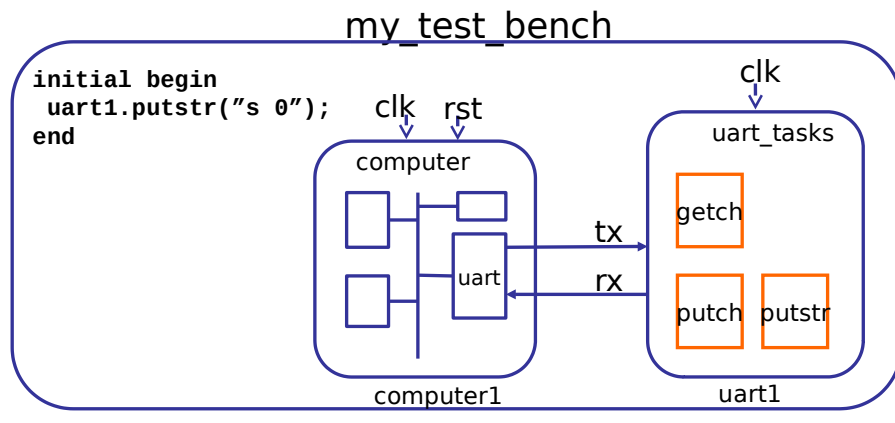 my_test_bench
initial begin
uart1.putstr(”s 0”);
end
clk
rst
clk
computer
uart_tasks
getch
tx
uart
rx
putch
putstr
computer1
uart1